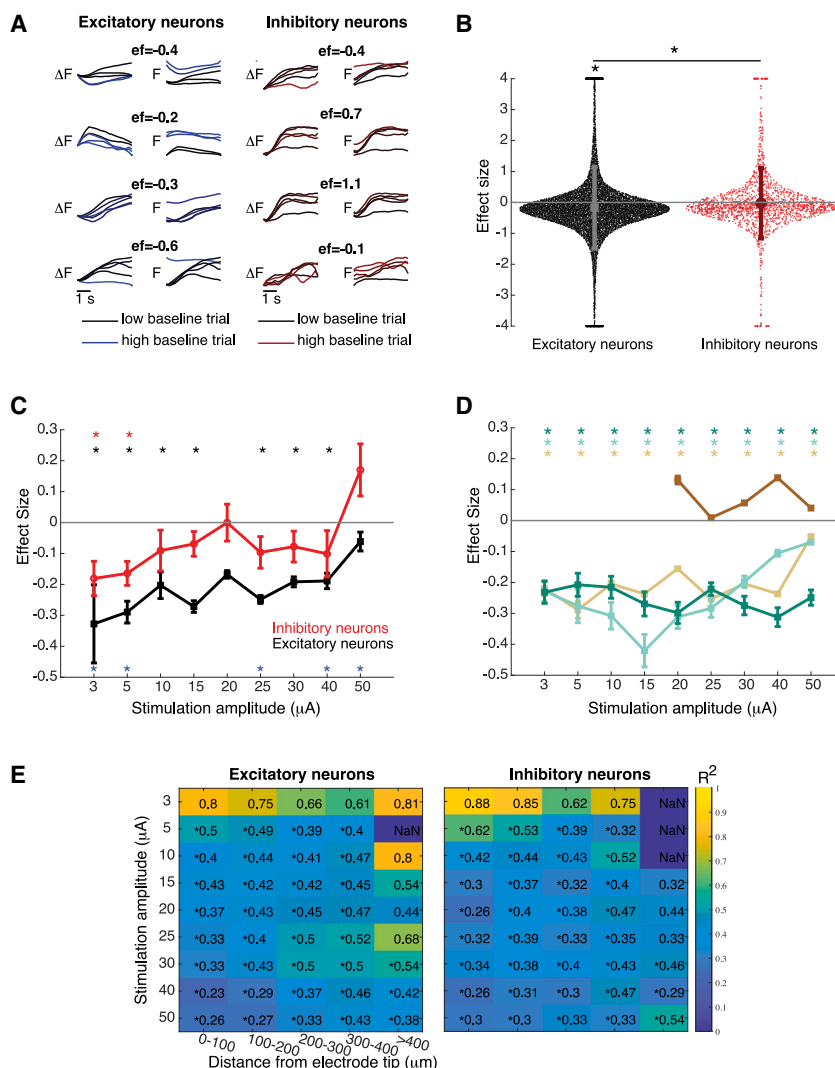 A
Excitatory neurons
Inhibitory neurons
ef=-0.4
ef=-0.4
ΔF
F
ΔF
F
ef=-0.2
ef=0.7
ΔF
F
ΔF
F
ef=-0.3
ef=1.1
ΔF
F
ΔF
F
ef=-0.6
ef=-0.1
ΔF
F
ΔF
F
1 s
1 s
low baseline trial
low baseline trial
high baseline trial
high baseline trial
B
*
*
4
3
2
1
0
-1
-2
-3
-4
Effect size
Excitatory neurons
Inhibitory neurons
C
0.3
0.2
0.1
0
-0.1
-0.2
-0.3
-0.4
-0.5
Effect Size
* *
* * * * * * *
Inhibitory neurons
Excitatory neurons
* * * * *
3 5 10 15 20 25 30 40 50
Stimulation amplitude (μA)
D
0.3
0.2
0.1
0
-0.1
-0.2
-0.3
-0.4
-0.5
Effect Size
* * * * * * * * *
* * * * * * * * *
* * * * * * * * *
3 5 10 15 20 25 30 40 50
Stimulation amplitude (μA)
E
Excitatory neurons
Inhibitory neurons
R²
Stimulation amplitude (μA)
3 0.8 0.75 0.66 0.61 0.81 0.88 0.85 0.62 0.75 NaN
5 *0.5 *0.49 *0.39 *0.4 NaN *0.62 *0.53 *0.39 *0.32 NaN
10 *0.4 *0.44 *0.41 *0.47 0.8 *0.42 *0.44 *0.43 *0.52 NaN
15 *0.43 *0.42 *0.42 *0.45 *0.54 *0.3 *0.37 *0.32 *0.4 0.32
20 *0.37 *0.43 *0.45 *0.47 0.44 *0.26 *0.4 *0.38 *0.47 0.44
25 *0.33 *0.4 *0.5 *0.52 *0.68 *0.32 *0.39 *0.33 *0.35 0.33
30 *0.33 *0.43 *0.5 *0.5 *0.54 *0.34 *0.38 *0.4 *0.43 *0.46
40 *0.23 *0.29 *0.37 *0.46 *0.42 *0.26 *0.31 *0.3 *0.47 *0.29
50 *0.26 *0.27 *0.33 *0.43 *0.38 *0.3 *0.3 *0.33 *0.33 *0.54
0-100 100-200 200-300 300-400 >400
Distance from electrode tip (μm)
1
0.9
0.8
0.7
0.6
0.5
0.4
0.3
0.2
0.1
0